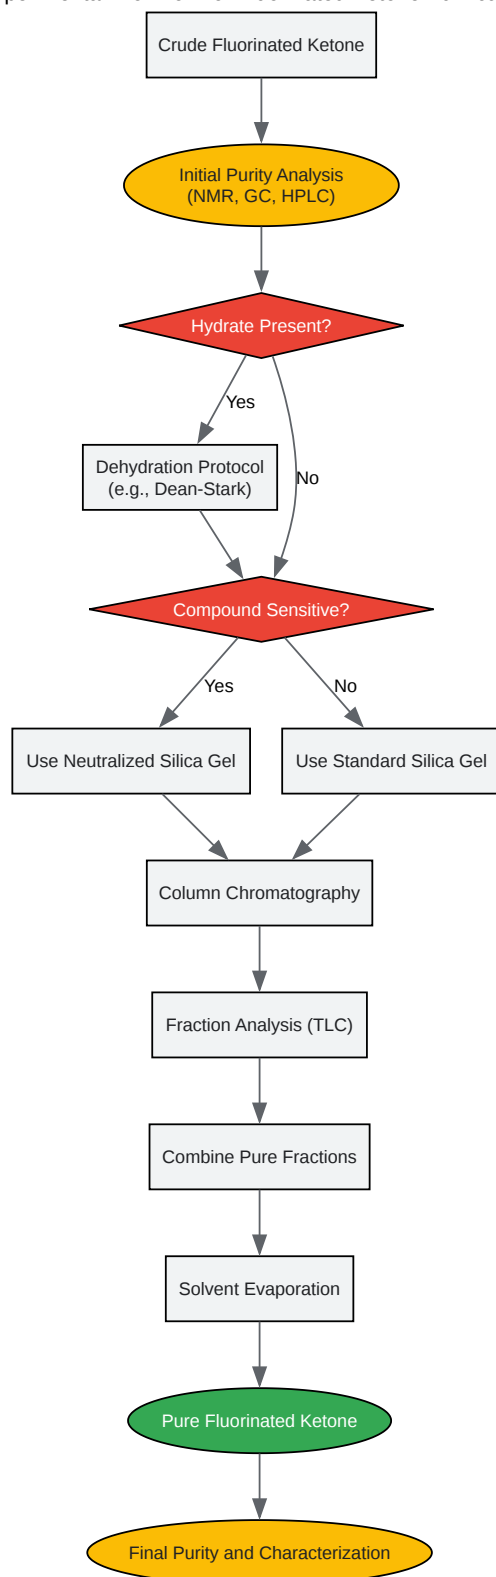 Crude Fluorinated Ketone
Initial Purity Analysis
(NMR, GC, HPLC)
Hydrate Present?
Yes
Dehydration Protocol
(e.g., Dean-Stark)
No
Compound Sensitive?
Yes
No
Use Neutralized Silica Gel
Use Standard Silica Gel
Column Chromatography
Fraction Analysis (TLC)
Combine Pure Fractions
Solvent Evaporation
Pure Fluorinated Ketone
Final Purity and Characterization